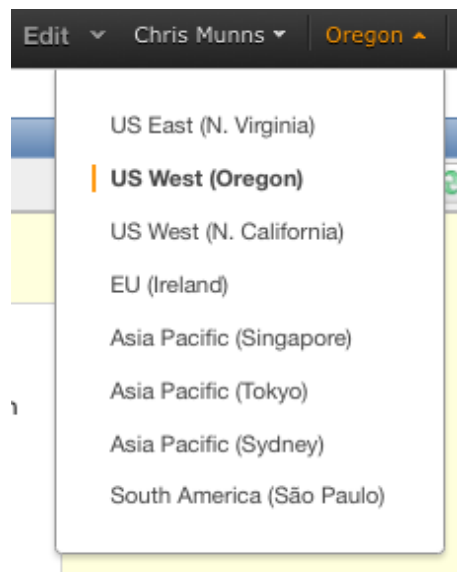 Edit Chris Munns Oregon
US East (N. Virginia)
US West (Oregon)
US West (N. California)
EU (Ireland)
Asia Pacific (Singapore)
Asia Pacific (Tokyo)
Asia Pacific (Sydney)
South America (São Paulo)